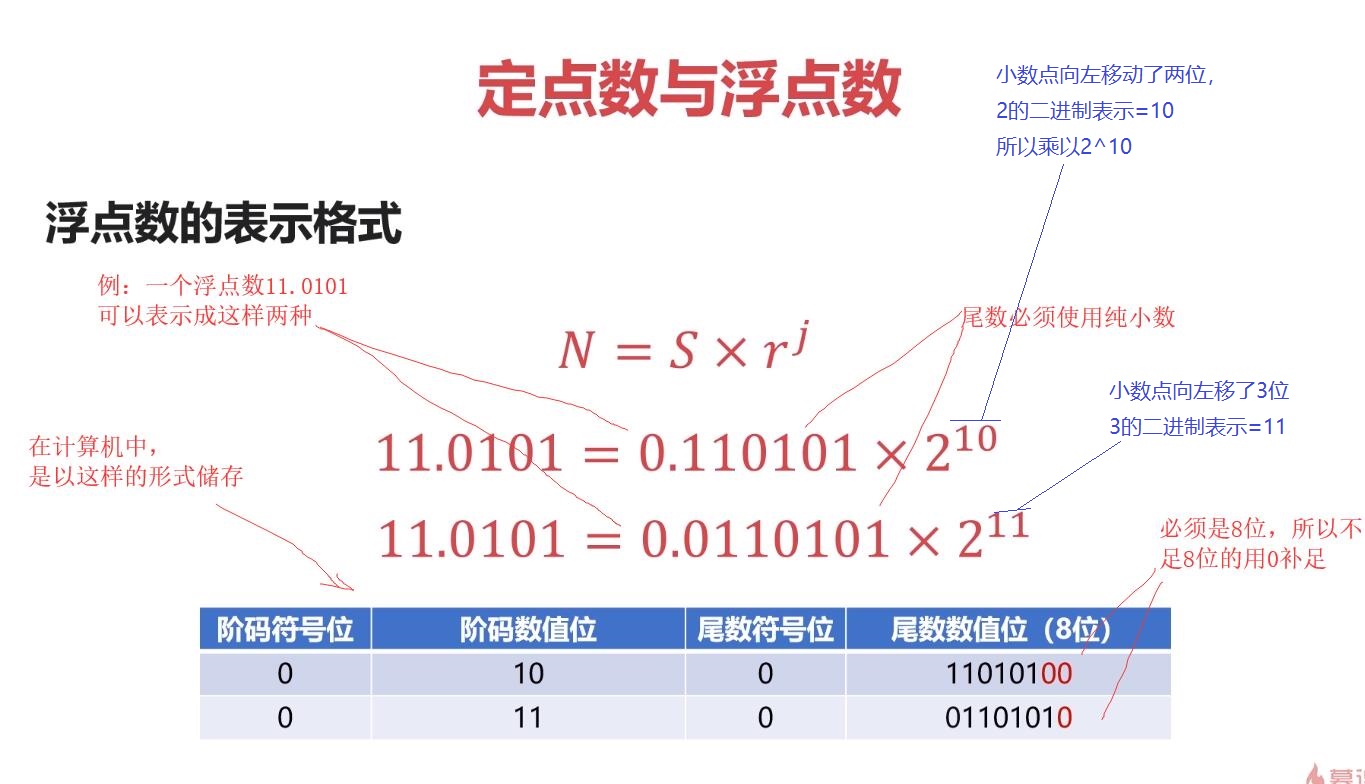 定点数与浮点数
小数点向左移动了两位，
2的二进制表示=10
所以乘以2^10
浮点数的表示格式
例：一个浮点数11.0101
可以表示成这样两种
尾数必须使用纯小数
N = S × r^j
小数点向左移了3位
3的二进制表示=11
在计算机中，
是以这样的形式储存
11.0101 = 0.110101 × 2^10
11.0101 = 0.0110101 × 2^11
必须是8位，所以不
足8位的用0补足
阶码符号位 阶码数值位 尾数符号位 尾数数值位（8位）
0 10 0 11010100
0 11 0 01101010